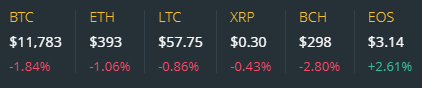 BTC ETH LTC XRP BCH EOS
$11,783 $393 $57.75 $0.30 $298 $3.14
-1.84% -1.06% -0.86% -0.43% -2.80% +2.61%